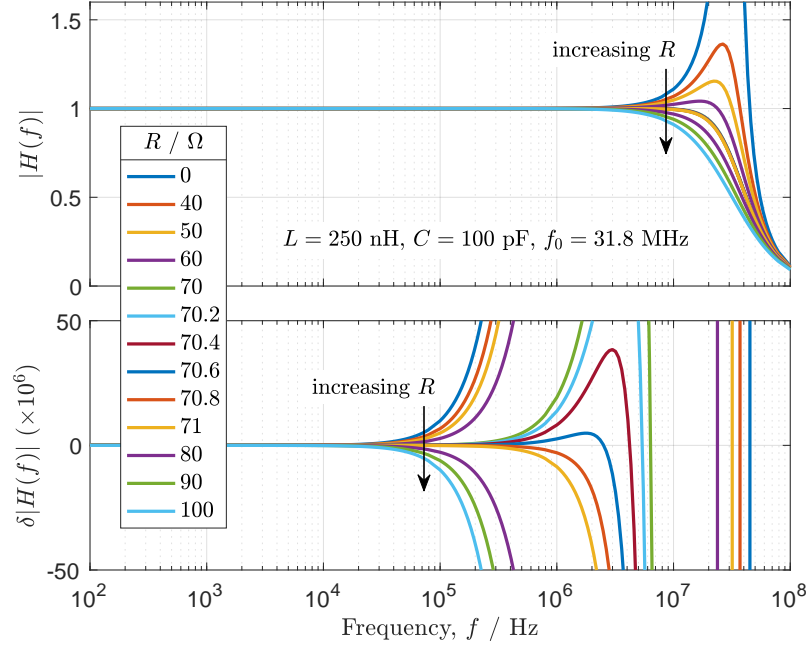 1.5
increasing R
1
|H(f)|
R / Ω
0
40
50
60
70
70.2
70.4
70.6
70.8
71
80
90
100
0.5
L = 250 nH, C = 100 pF, f₀ = 31.8 MHz
0
50
increasing R
0
δ|H(f)| (×10⁶)
-50
10² 10³ 10⁴ 10⁵ 10⁶ 10⁷ 10⁸
Frequency, f / Hz